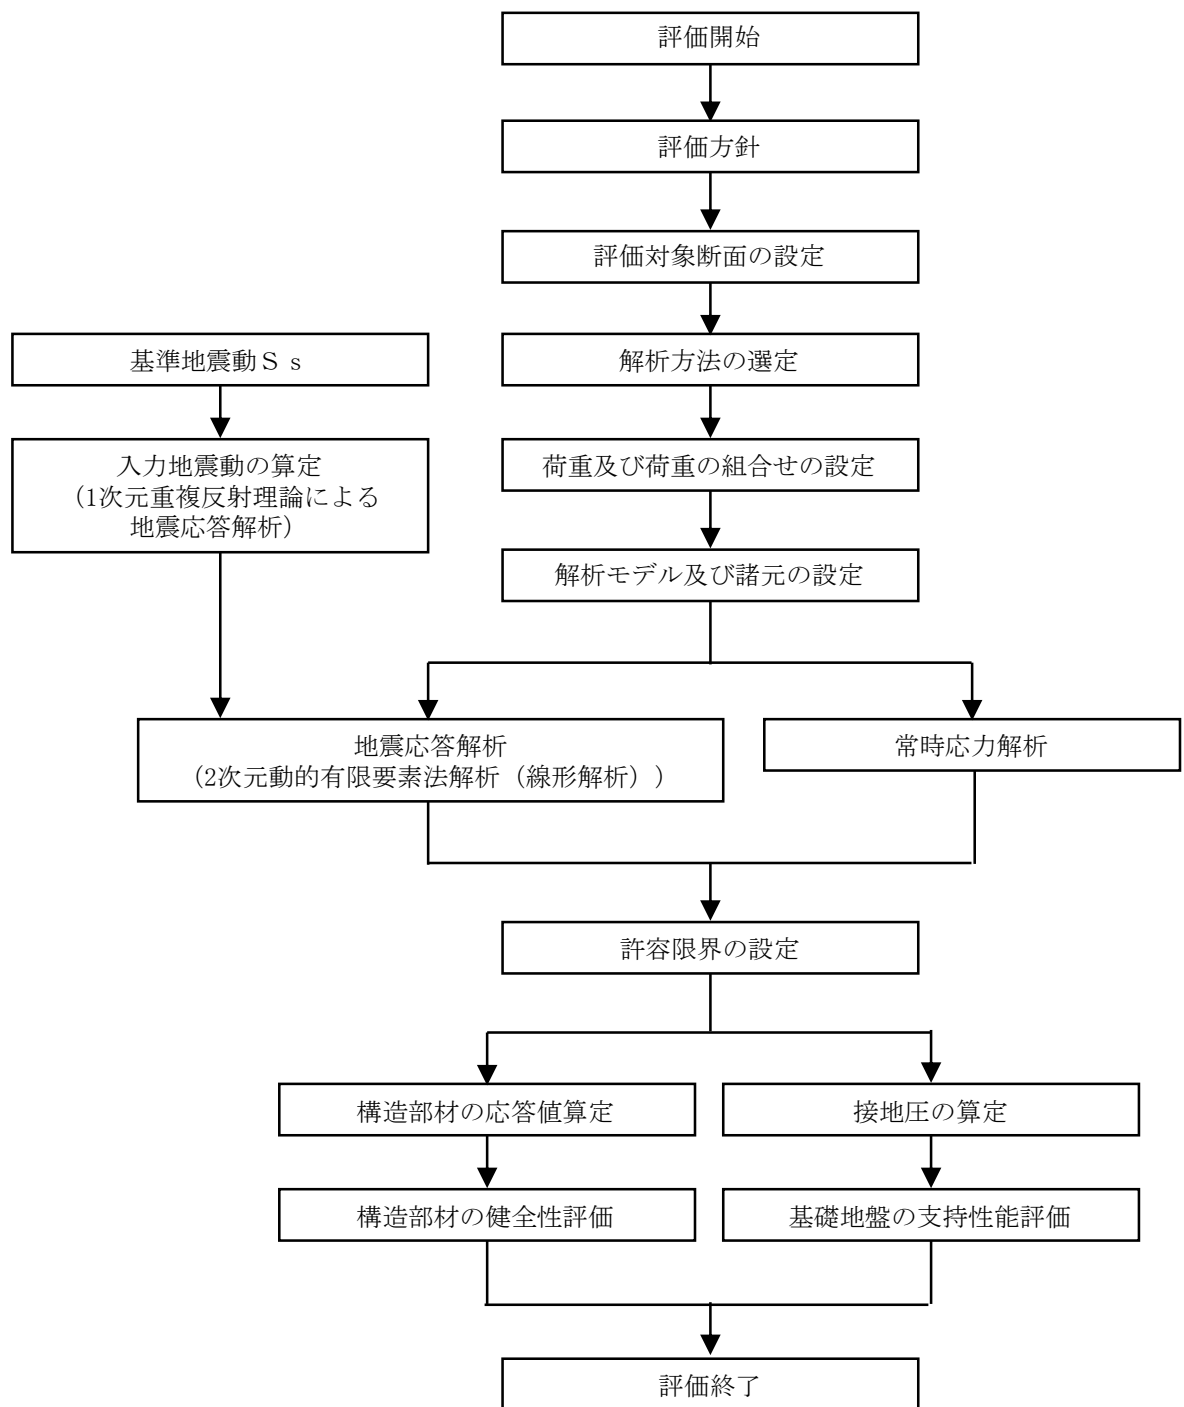 評価開始
評価方針
評価対象断面の設定
解析方法の選定
基準地震動Ｓｓ
入力地震動の算定
（1次元重複反射理論による
地震応答解析）
荷重及び荷重の組合せの設定
解析モデル及び諸元の設定
地震応答解析
（2次元動的有限要素法解析（線形解析））
常時応力解析
許容限界の設定
構造部材の応答値算定
接地圧の算定
構造部材の健全性評価
基礎地盤の支持性能評価
評価終了